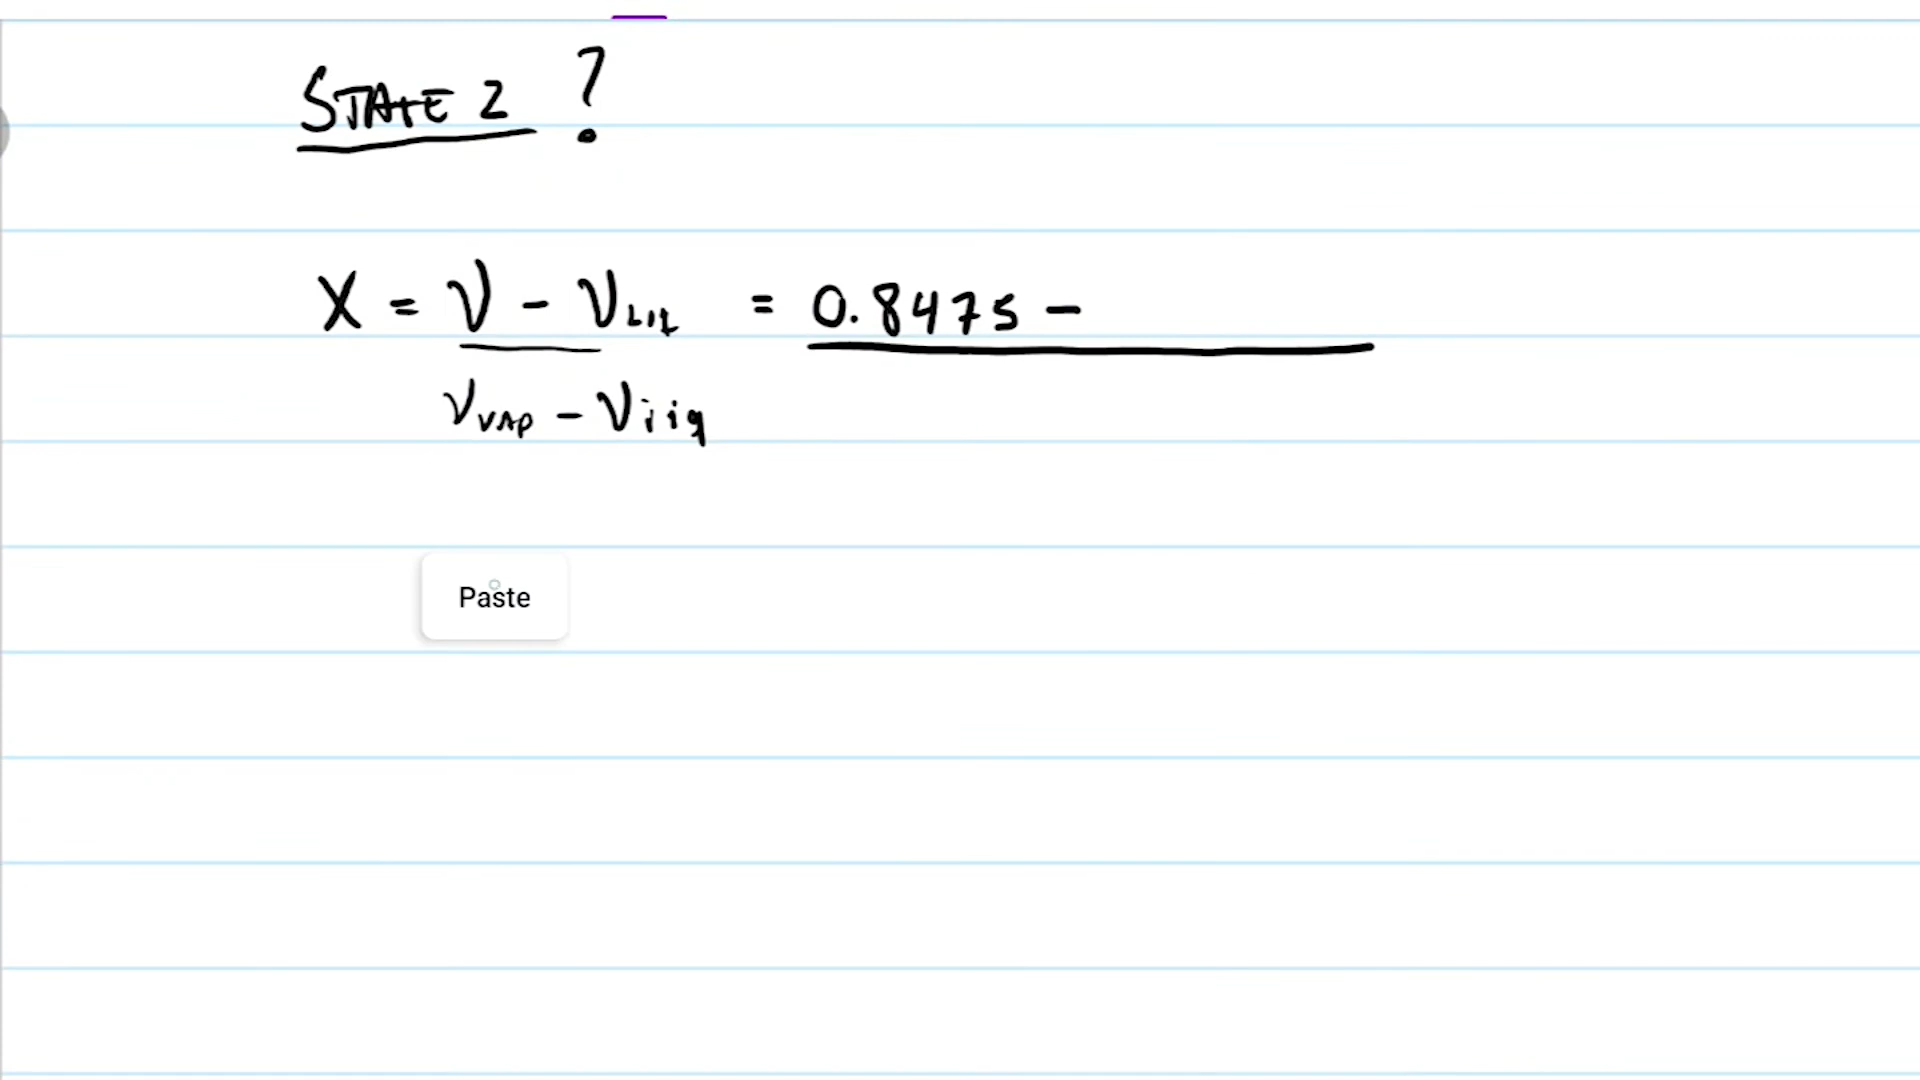 STATE 2 ?
X = V - VLiq = 0.8475 -
VVAP - Vliq
Paste